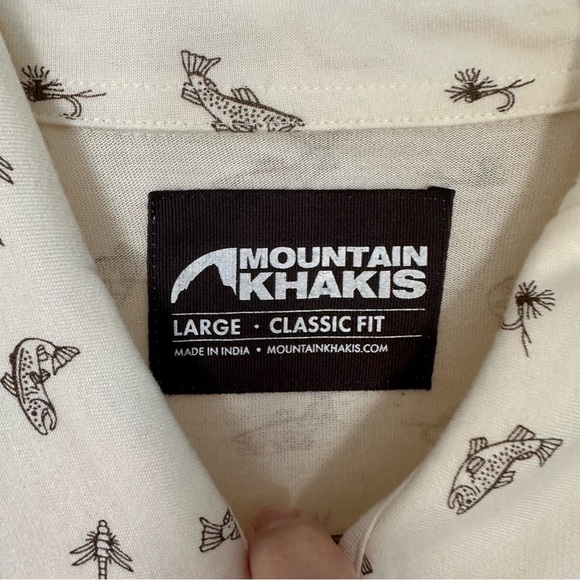 MOUNTAIN
KHAKIS
LARGE · CLASSIC FIT
MADE IN INDIA • MOUNTAINKHAKIS.COM